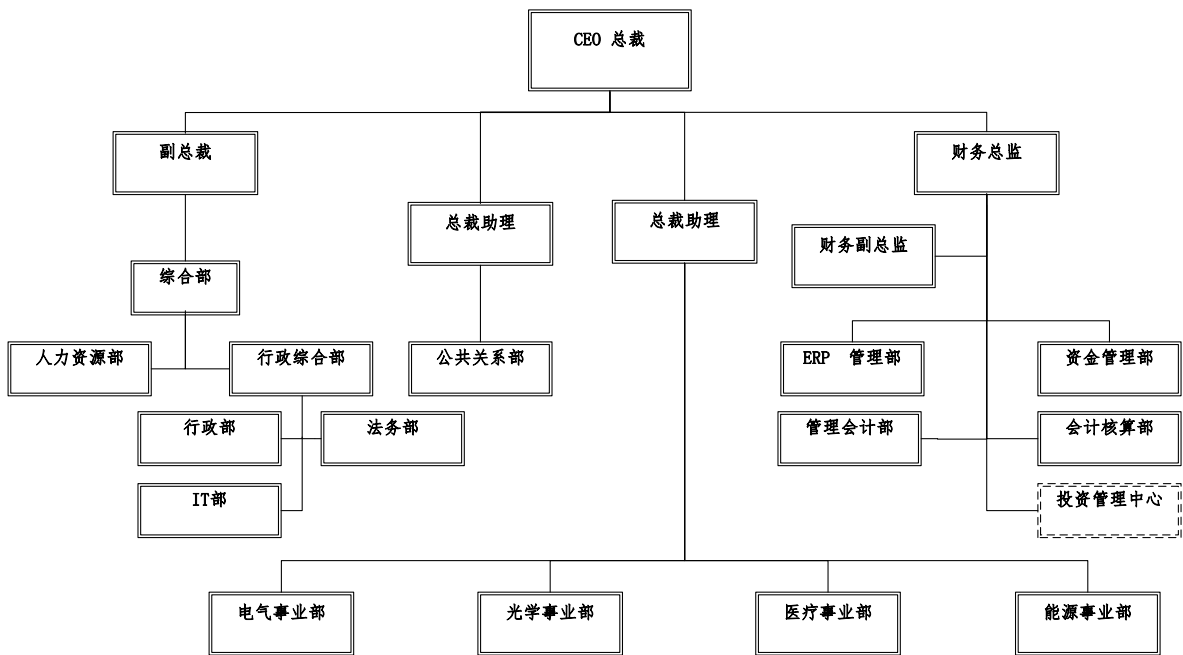 CEO 总裁
副总裁
财务总监
总裁助理
总裁助理
财务副总监
综合部
人力资源部
行政综合部
公共关系部
ERP 管理部
资金管理部
行政部
法务部
管理会计部
会计核算部
IT部
投资管理中心
电气事业部
光学事业部
医疗事业部
能源事业部